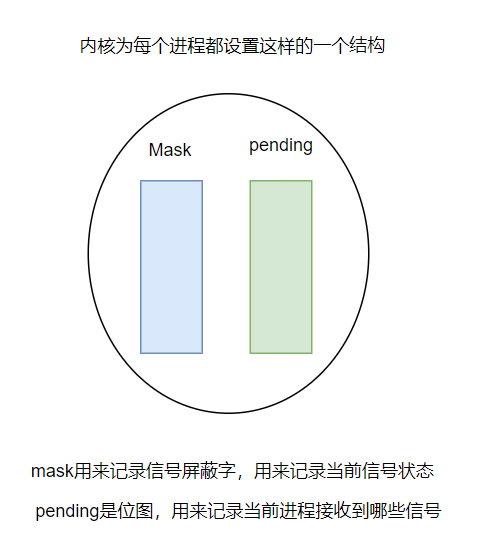 内核为每个进程都设置这样的一个结构
Mask
pending
mask用来记录信号屏蔽字，用来记录当前信号状态
pending是位图，用来记录当前进程接收到哪些信号